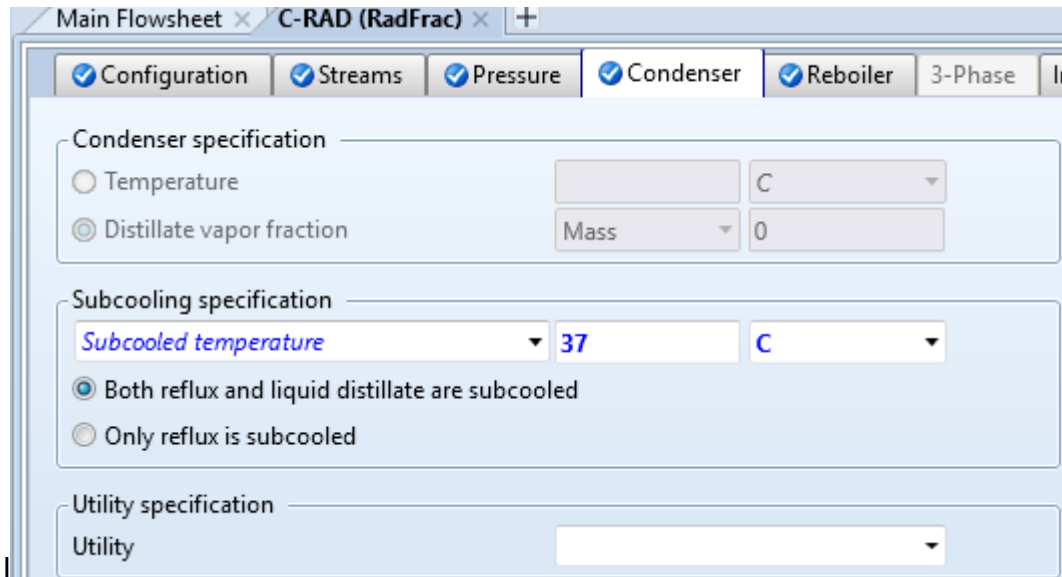 Main Flowsheet × C-RAD (RadFrac) × +
Configuration Streams Pressure Condenser Reboiler 3-Phase
Condenser specification
Temperature C
Distillate vapor fraction Mass 0
Subcooling specification
Subcooled temperature 37 C
Both reflux and liquid distillate are subcooled
Only reflux is subcooled
Utility specification
Utility